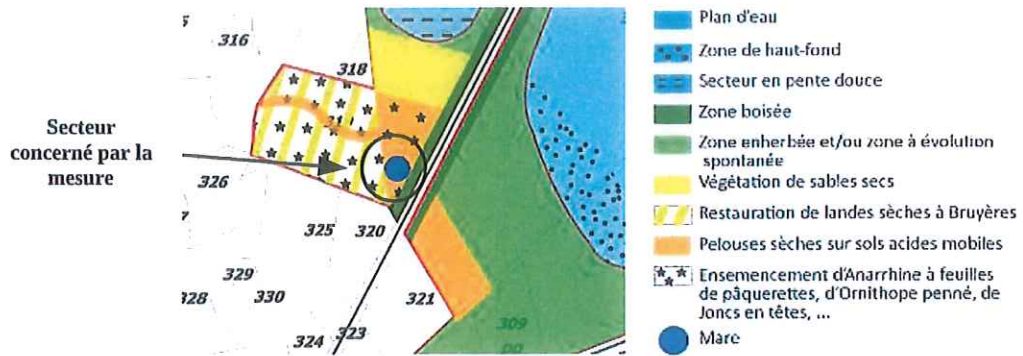 316
318
Secteur
concerné par la
mesure
326
325
320
329
328
330
321
324
323
309
Plan d'eau
Zone de haut-fond
Secteur en pente douce
Zone boisée
Zone enherbée et/ou zone à évolution
spontanée
Végétation de sables secs
Restauration de landes sèches à Bruyères
Pelouses sèches sur sols acides mobiles
Ensemencement d'Anarrhine à feuilles
de pâquerettes, d'Ornithope penné, de
Joncs en têtes, ...
Mare